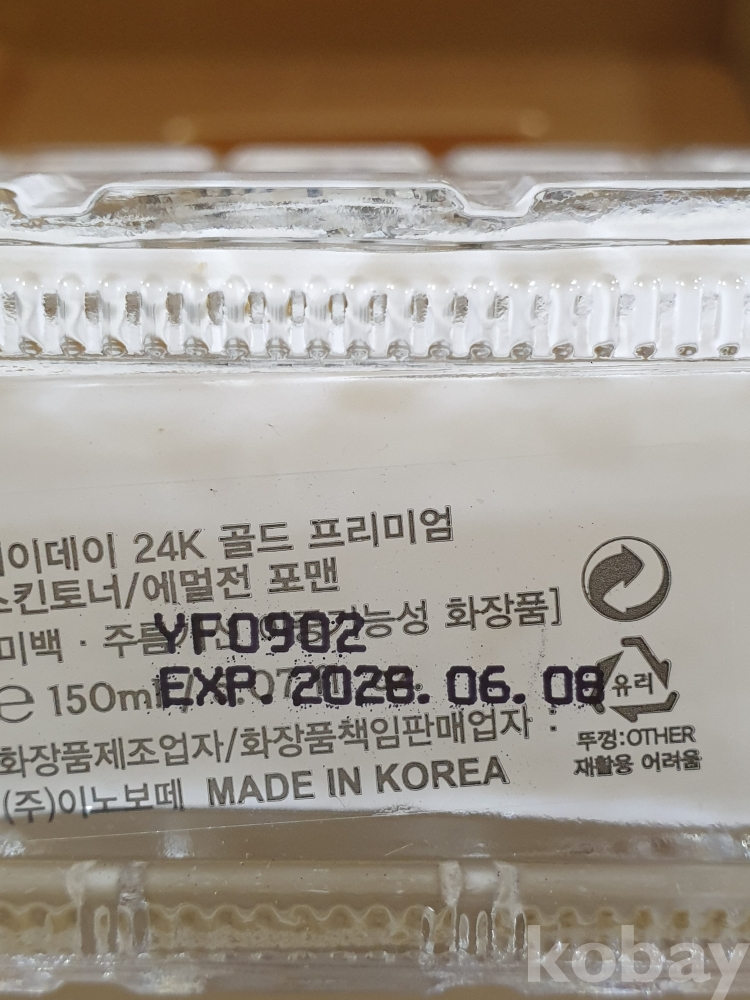 이데이 24K 골드 프리미엄
스킨토너/에멀전 포맨
미백 · 주름 기능성 화장품]
YF0902
e 150ml
EXP. 2028. 06. 08
화장품제조업자/화장품책임판매업자 :
(주)이노보떼 MADE IN KOREA
유리
뚜껑:OTHER
재활용 어려움
kobay